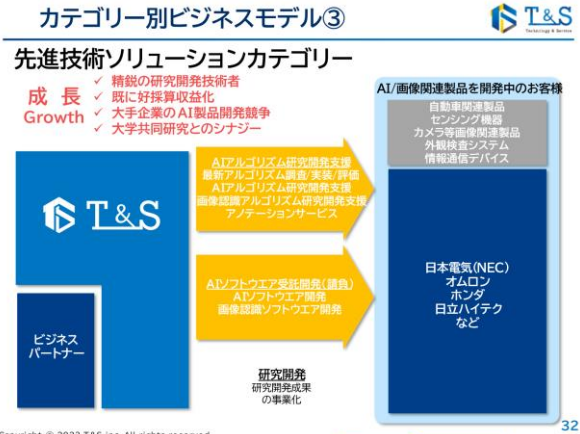 カテゴリー別ビジネスモデル③
T&S
Technology & Service
先進技術ソリューションカテゴリー
成 長
Growth
✓ 精鋭の研究開発技術者
✓ 既に好採算収益化
✓ 大手企業のAI製品開発競争
✓ 大学共同研究とのシナジー
T&S
ビジネス
パートナー
AIアルゴリズム研究開発支援
最新アルゴリズム調査/実装/評価
AIアルゴリズム研究開発支援
画像認識アルゴリズム研究開発支援
アノテーションサービス
AIソフトウエア受託開発(請負)
AIソフトウエア開発
画像認識ソフトウエア開発
研究開発
研究開発成果
の事業化
AI/画像関連製品を開発中のお客様
自動車関連製品
センシング機器
カメラ等画像関連製品
外観検査システム
情報通信デバイス
日本電気(NEC)
オムロン
ホンダ
日立ハイテク
など
Copyright © 2023 T&S inc. All rights reserved
32